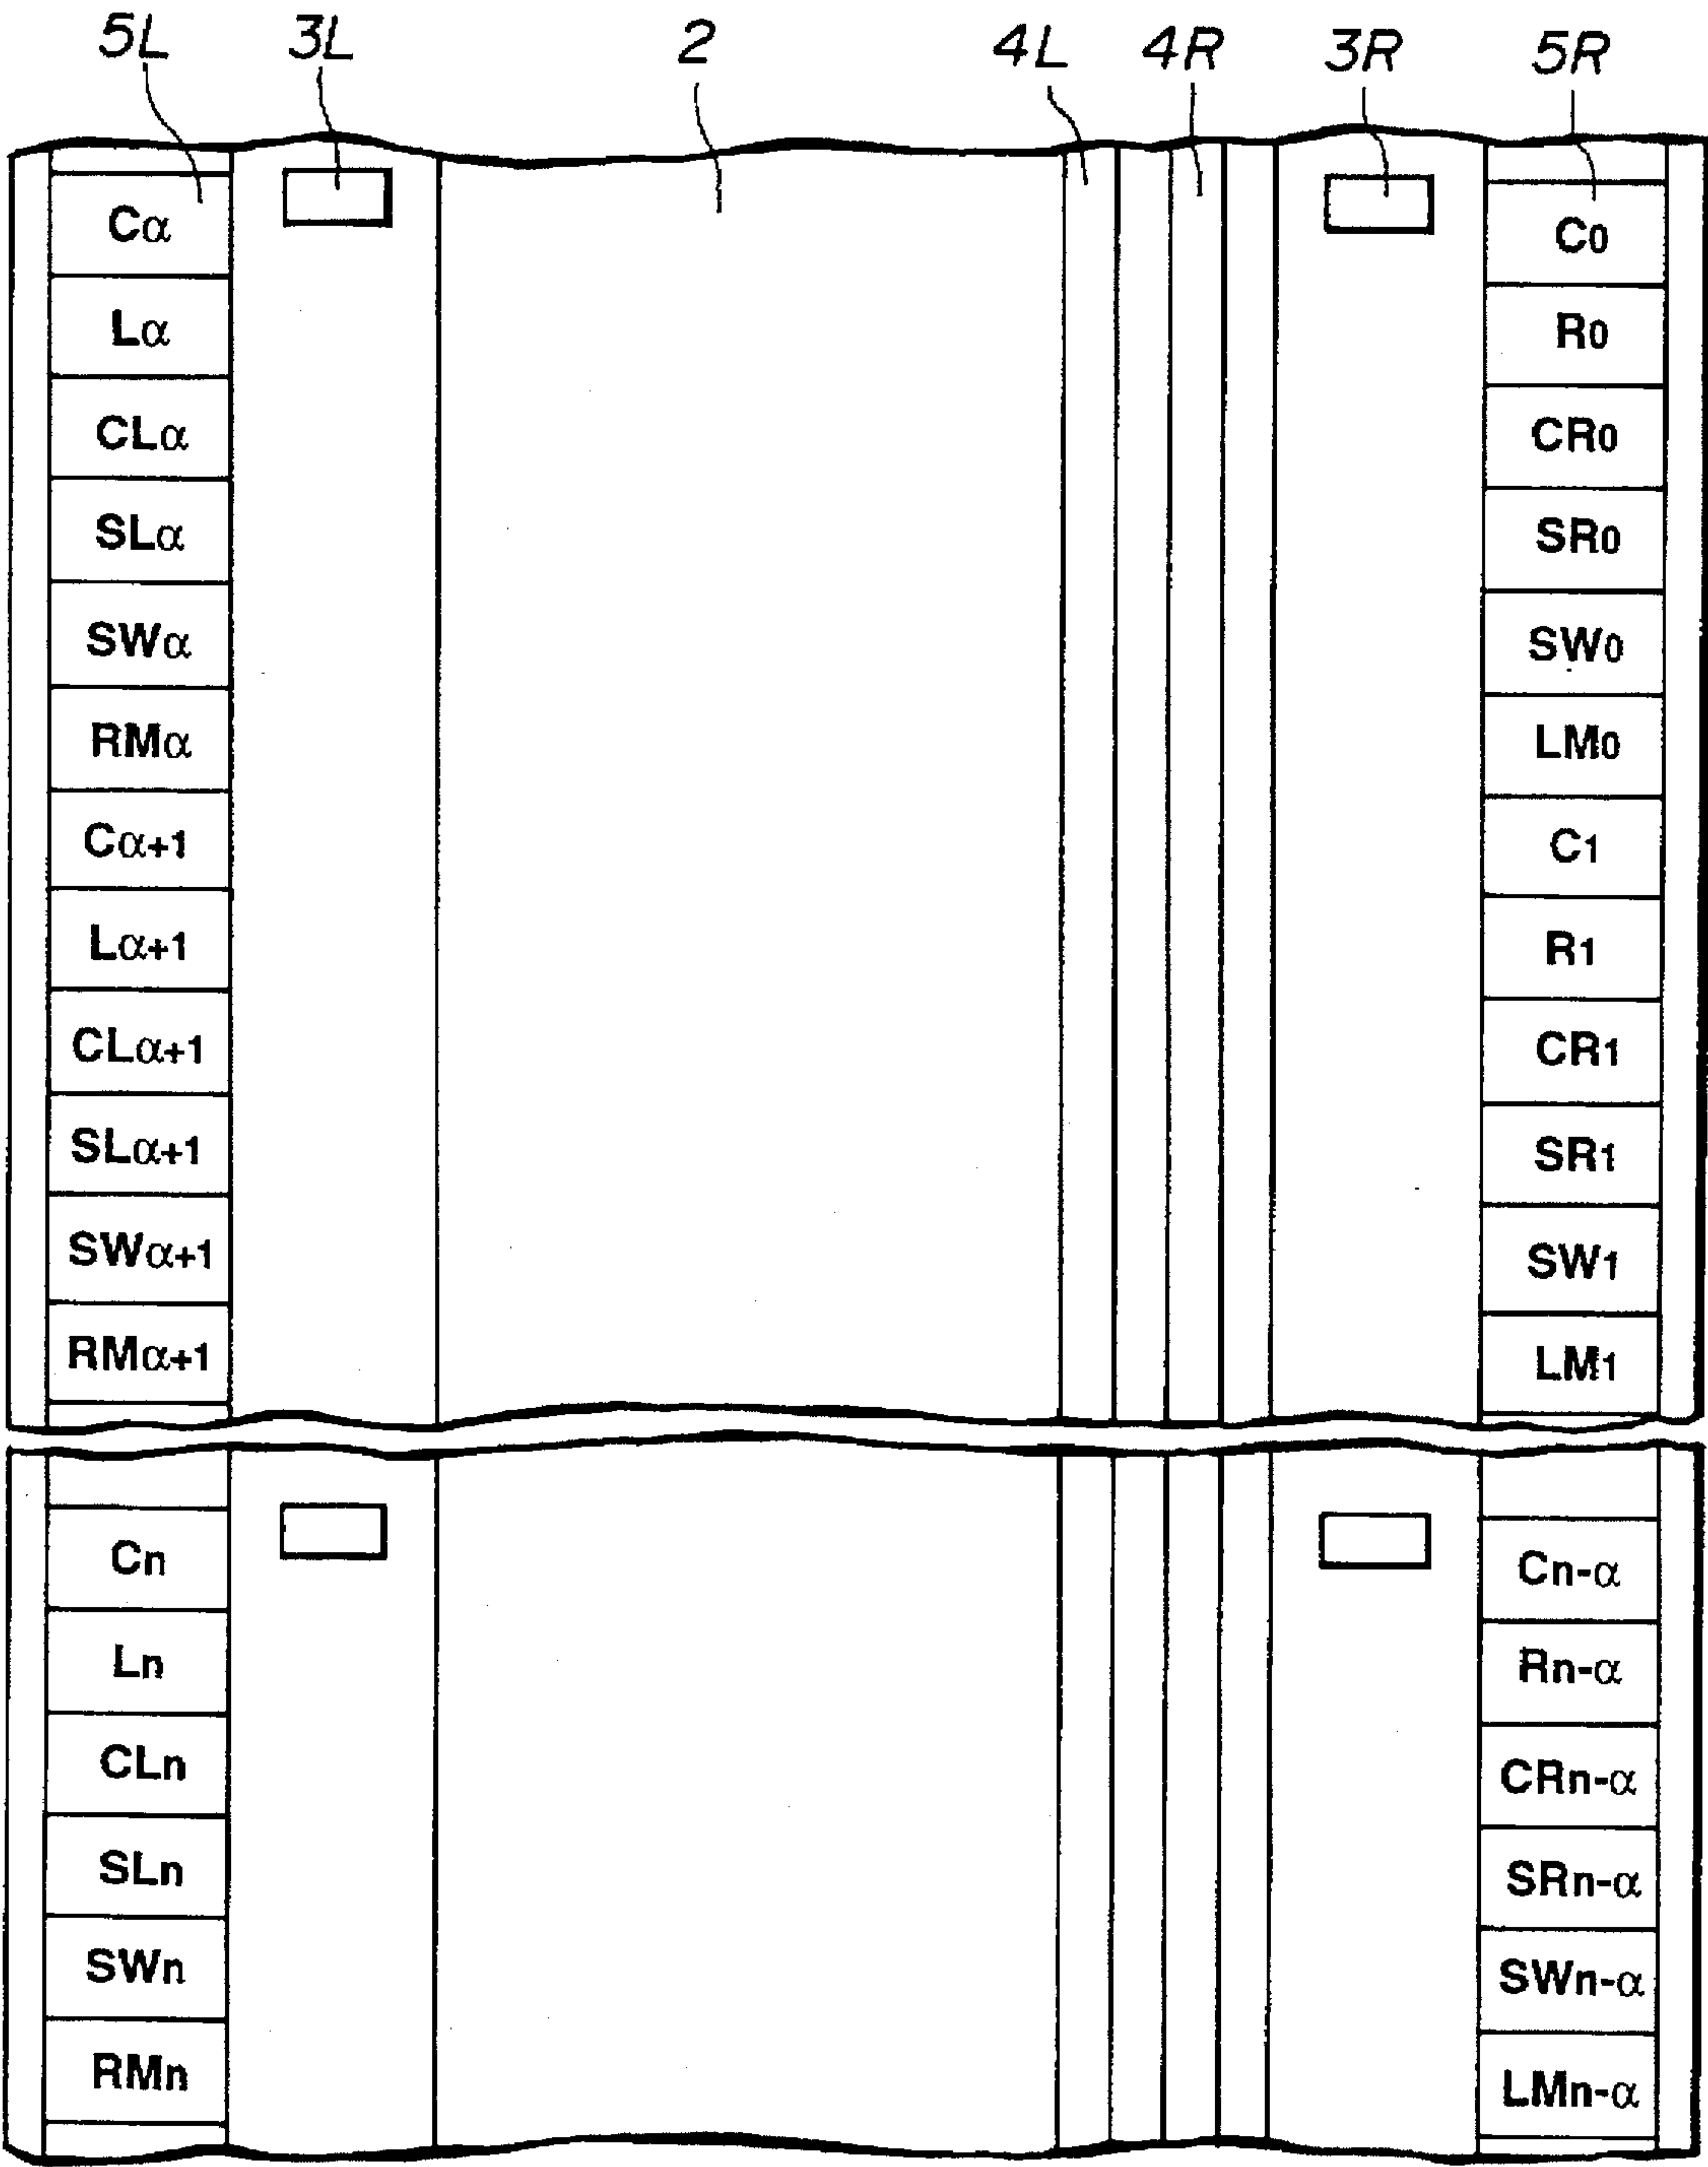 5L 3L 2 4L 4R 3R 5R
Cα C0
Lα R0
CLα CR0
SLα SR0
SWα SW0
RMα LM0
Cα+1 C1
Lα+1 R1
CLα+1 CR1
SLα+1 SR1
SWα+1 SW1
RMα+1 LM1
Cn Cn-α
Ln Rn-α
CLn CRn-α
SLn SRn-α
SWn SWn-α
RMn LMn-α